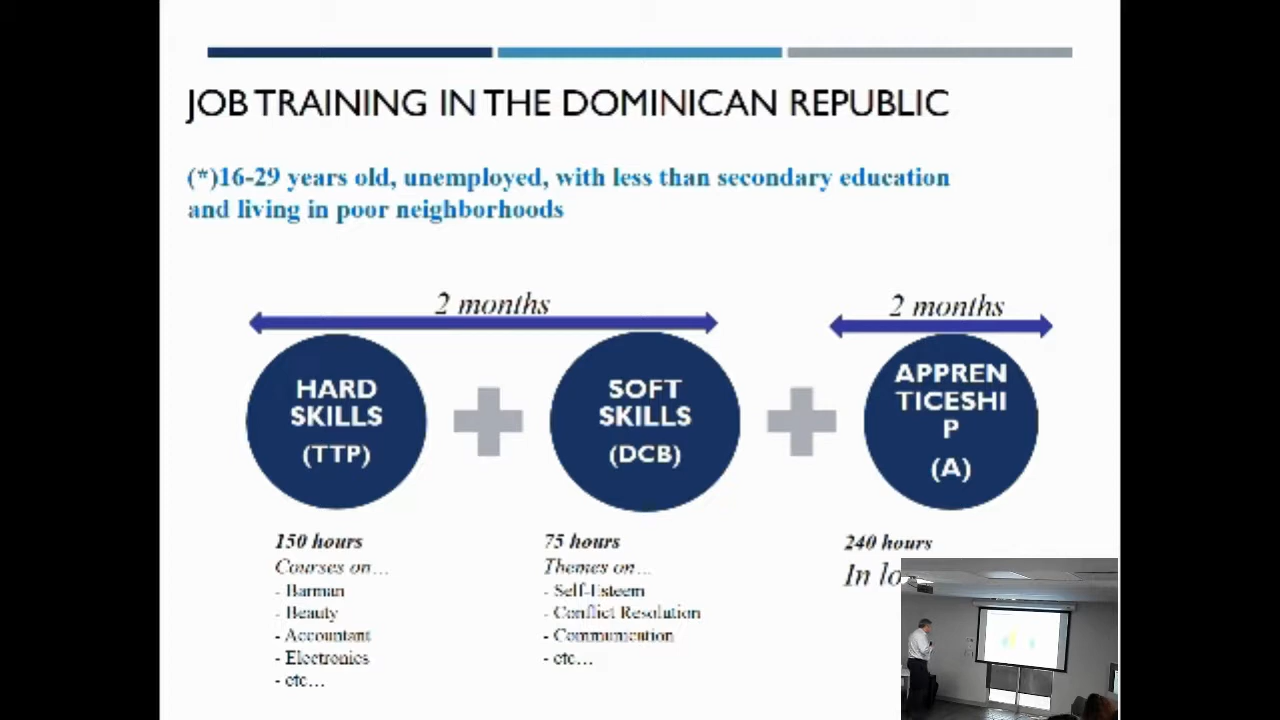 JOB TRAINING IN THE DOMINICAN REPUBLIC
(*)16-29 years old, unemployed, with less than secondary education
and living in poor neighborhoods
2 months
2 months
HARD
SKILLS
(TTP)
SOFT
SKILLS
(DCB)
APPREN
TICESHI
P
(A)
150 hours
Courses on...
- Barman
- Beauty
- Accountant
- Electronics
- etc...
75 hours
Themes on...
- Self-Esteem
- Conflict Resolution
- Communication
- etc...
240 hours
In